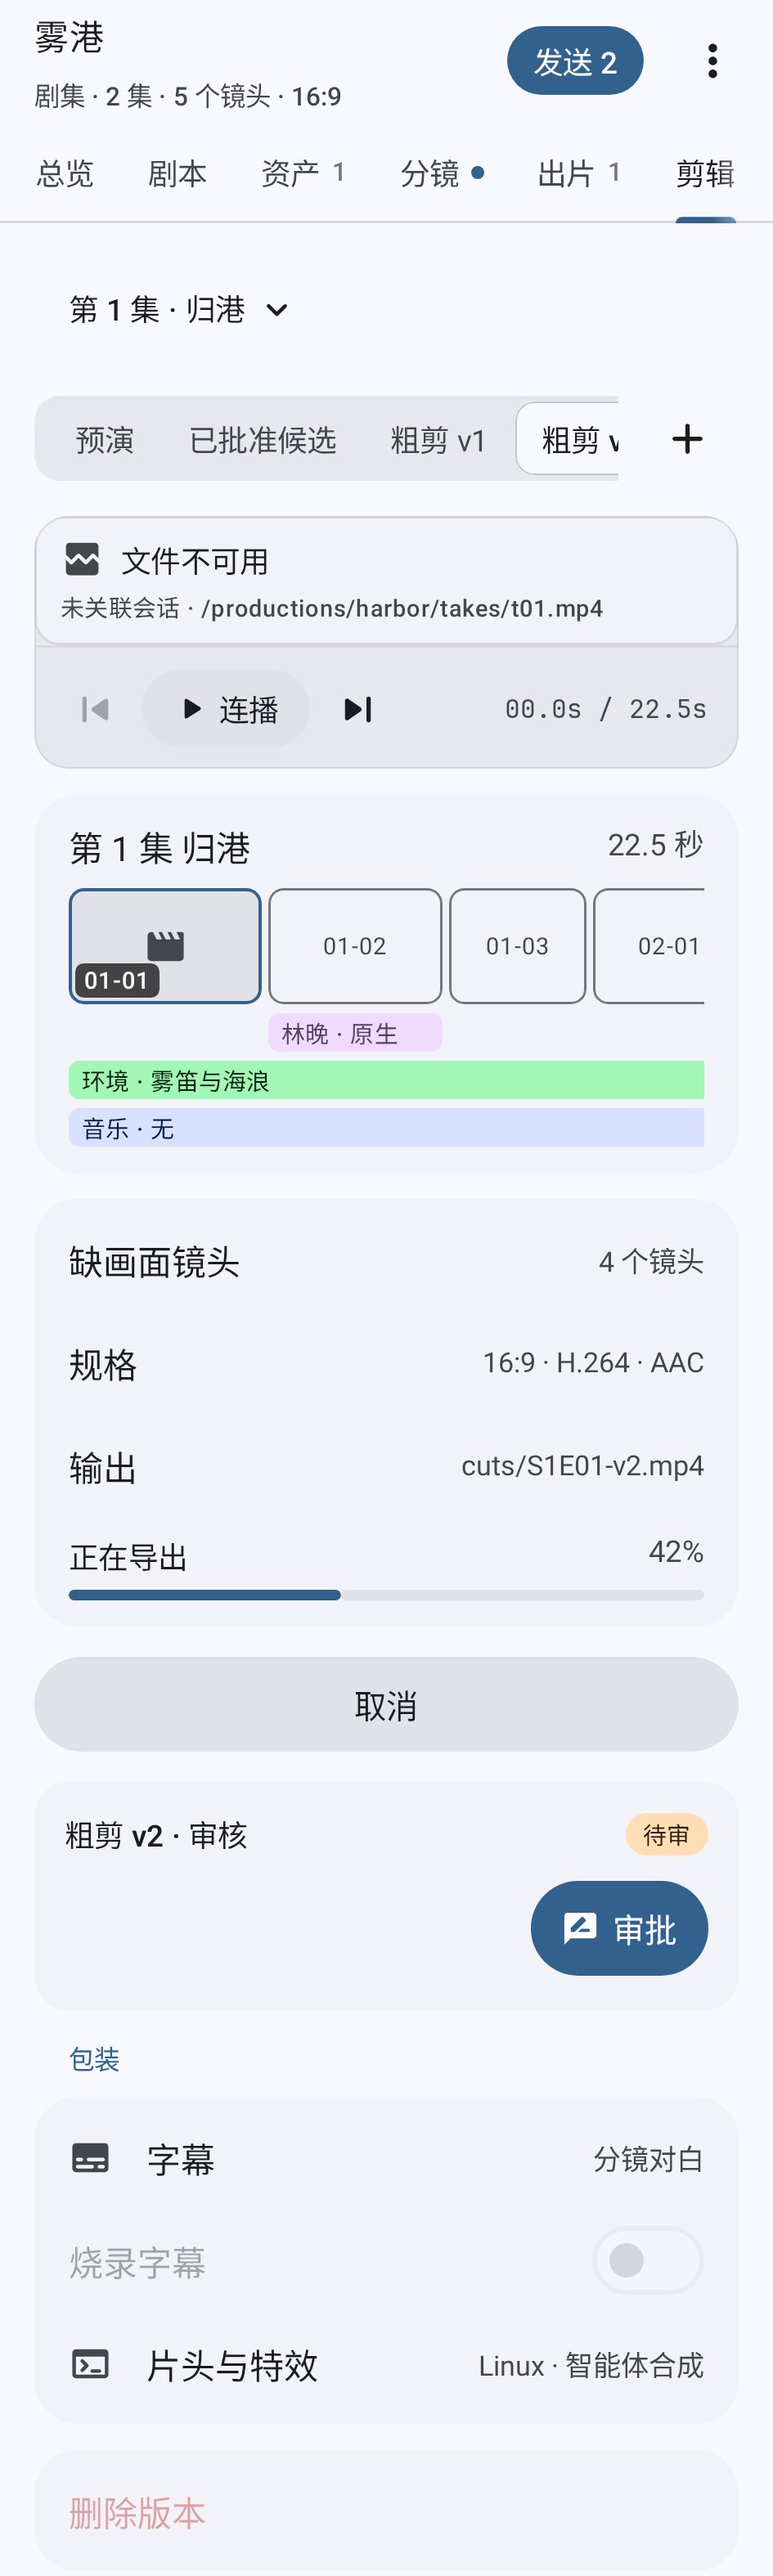 雾港
发送 2
剧集 · 2 集 · 5 个镜头 · 16:9
总览 剧本 资产 1 分镜 出片 1 剪辑
第 1 集 · 归港
预演 已批准候选 粗剪 v1 粗剪 v
文件不可用
未关联会话 · /productions/harbor/takes/t01.mp4
连播 00.0s / 22.5s
第 1 集 归港 22.5 秒
01-01 01-02 01-03 02-01
林晚 · 原生
环境 · 雾笛与海浪
音乐 · 无
缺画面镜头 4 个镜头
规格 16:9 · H.264 · AAC
输出 cuts/S1E01-v2.mp4
正在导出 42%
取消
粗剪 v2 · 审核 待审
审批
包装
字幕 分镜对白
烧录字幕
片头与特效 Linux · 智能体合成
删除版本